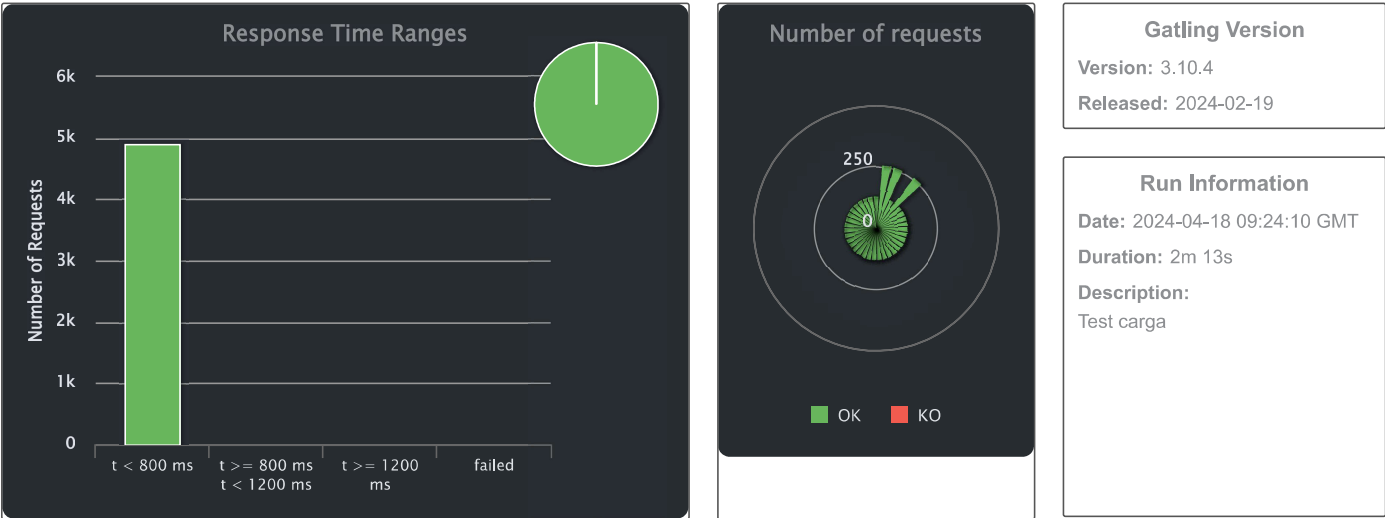 Response Time Ranges
Number of Requests
6k
5k
4k
3k
2k
1k
0
t < 800 ms
t >= 800 ms
t < 1200 ms
t >= 1200
ms
failed
Number of requests
250
0
OK
KO
Gatling Version
Version: 3.10.4
Released: 2024-02-19
Run Information
Date: 2024-04-18 09:24:10 GMT
Duration: 2m 13s
Description:
Test carga